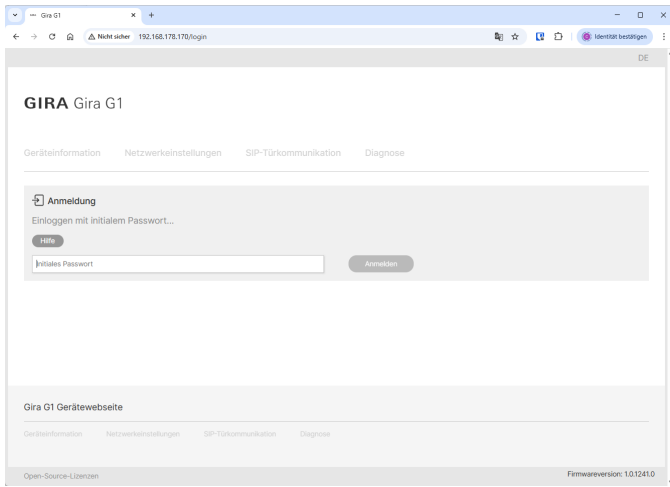 Gira G1
Nicht sicher 192.168.178.170/login
Identität bestätigen
DE
GIRA Gira G1
Geräteinformation Netzwerkeinstellungen SIP-Türkommunikation Diagnose
Anmeldung
Einloggen mit initialem Passwort...
Hilfe
Initiales Passwort Anmelden
Gira G1 Gerätewebseite
Geräteinformation Netzwerkeinstellungen SIP-Türkommunikation Diagnose
Open-Source-Lizenzen Firmwareversion: 1.0.1241.0